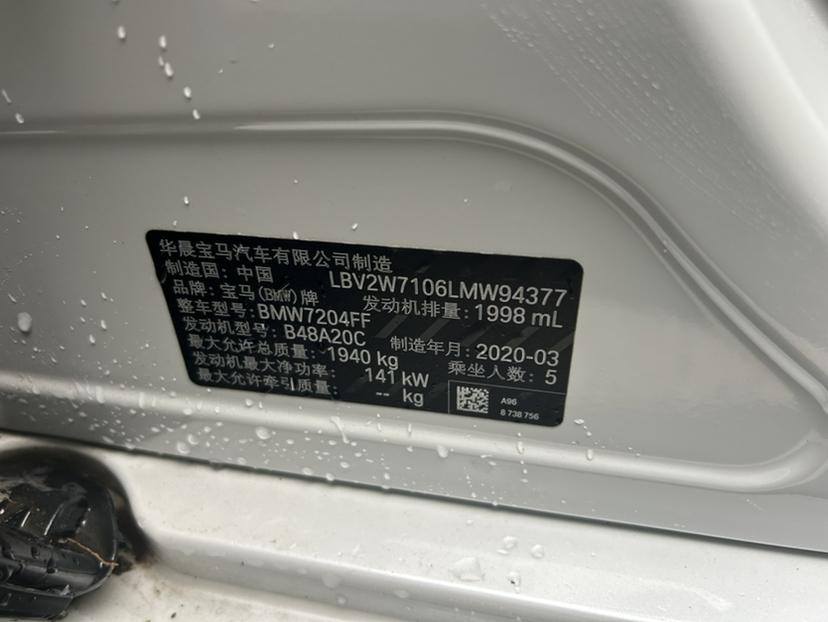 华晨宝马汽车有限公司制造
制造国: 中国 LBV2W7106LMW94377
品牌: 宝马(BMW)牌 发动机排量: 1998 mL
整车型号: BMW7204FF
发动机型号: B48A20C 制造年月: 2020-03
最大允许总质量: 1940 kg 乘坐人数: 5
发动机最大净功率: 141 kW
最大允许牵引质量: -- kg
A96
8 738 756